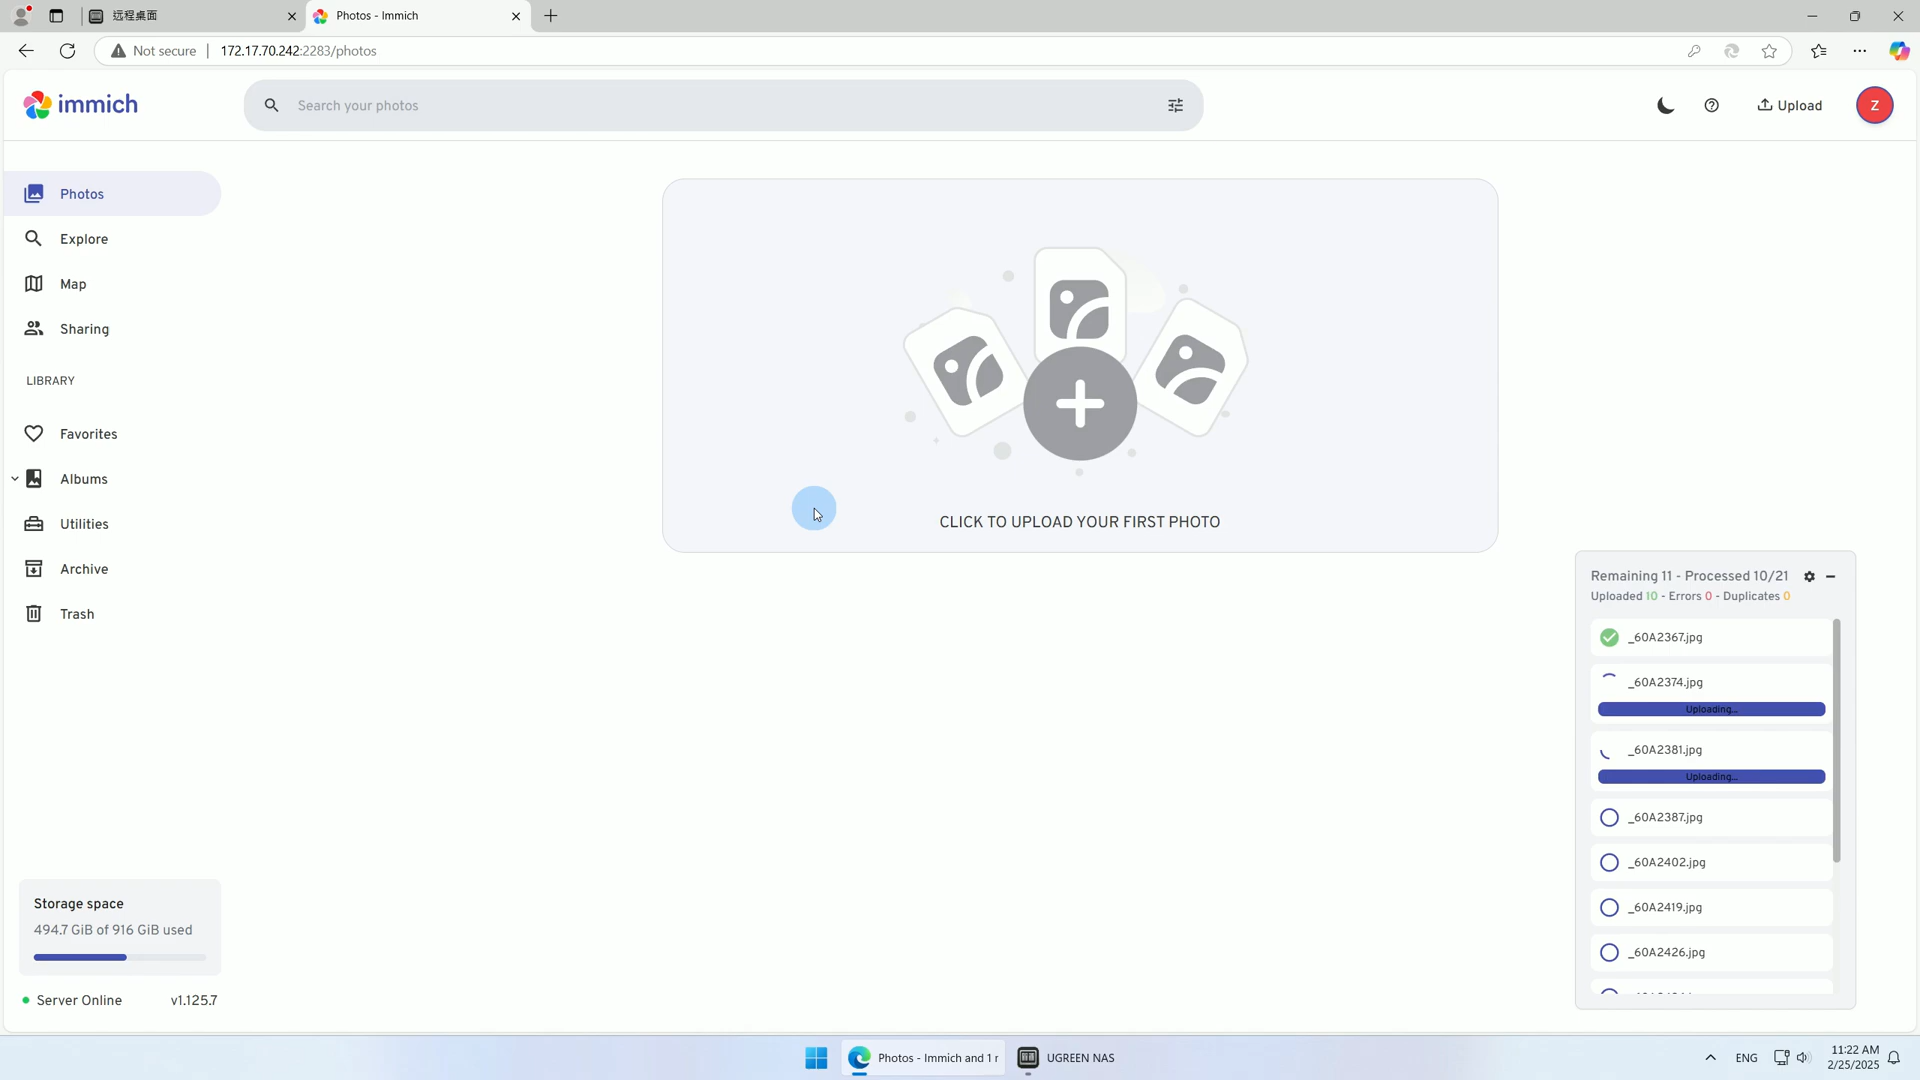 远程桌面
Photos - Immich
Not secure
172.17.70.242:2283/photos
immich
Search your photos
Upload
Z
Photos
Explore
Map
Sharing
LIBRARY
Favorites
Albums
Utilities
Archive
Trash
CLICK TO UPLOAD YOUR FIRST PHOTO
Remaining 11 - Processed 10/21
Uploaded 10 - Errors 0 - Duplicates 0
_60A2367.jpg
_60A2374.jpg
Uploading...
_60A2381.jpg
Uploading...
_60A2387.jpg
_60A2402.jpg
_60A2419.jpg
_60A2426.jpg
Storage space
494.7 GiB of 916 GiB used
Server Online
v1.125.7
Photos - Immich and 1
UGREEN NAS
ENG
11:22 AM
2/25/2025